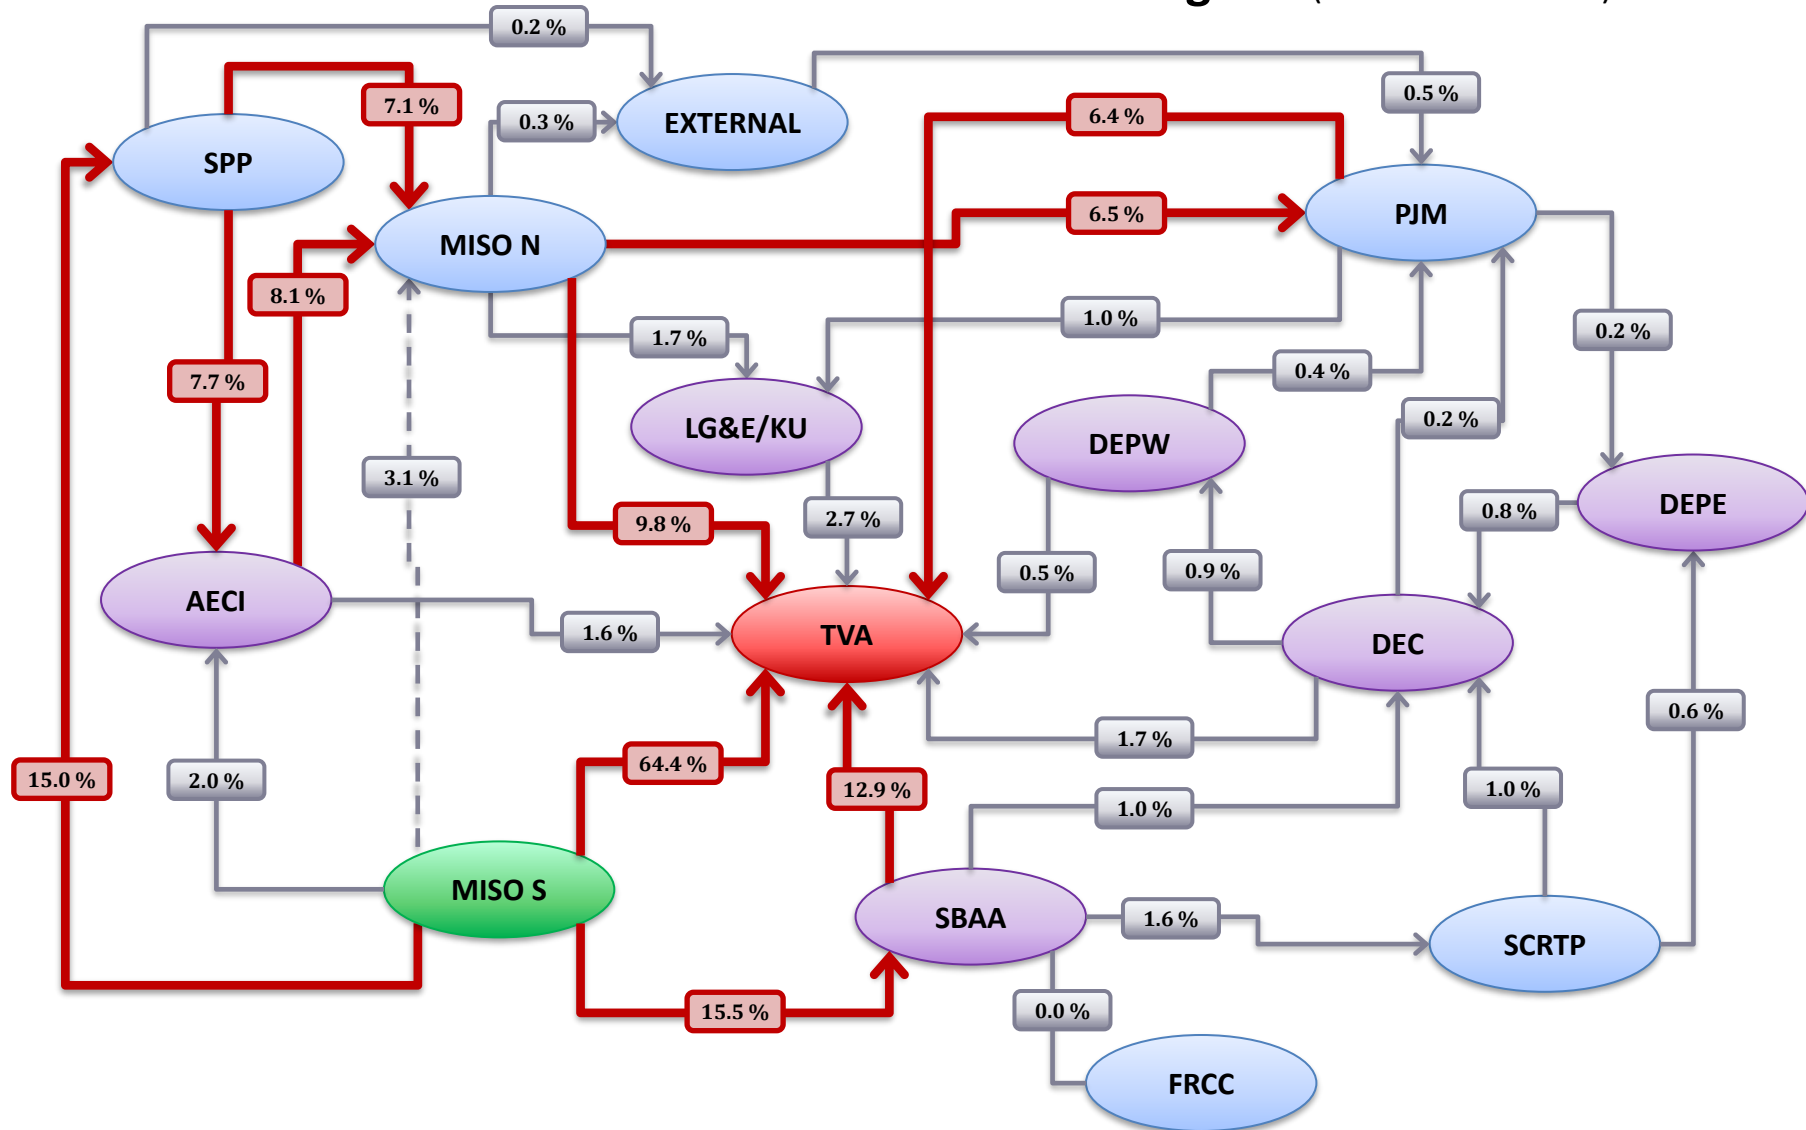 0.2 %
7.1 %
0.3 %
EXTERNAL
0.5 %
6.4 %
SPP
PJM
6.5 %
MISO N
8.1 %
1.0 %
0.2 %
1.7 %
0.4 %
7.7 %
0.2 %
LG&E/KU
DEPW
3.1 %
DEPE
0.8 %
2.7 %
9.8 %
0.5 %
0.9 %
AECI
1.6 %
TVA
DEC
0.6 %
1.7 %
64.4 %
15.0 %
2.0 %
12.9 %
1.0 %
1.0 %
MISO S
SBAA
1.6 %
SCRTP
15.5 %
0.0 %
FRCC